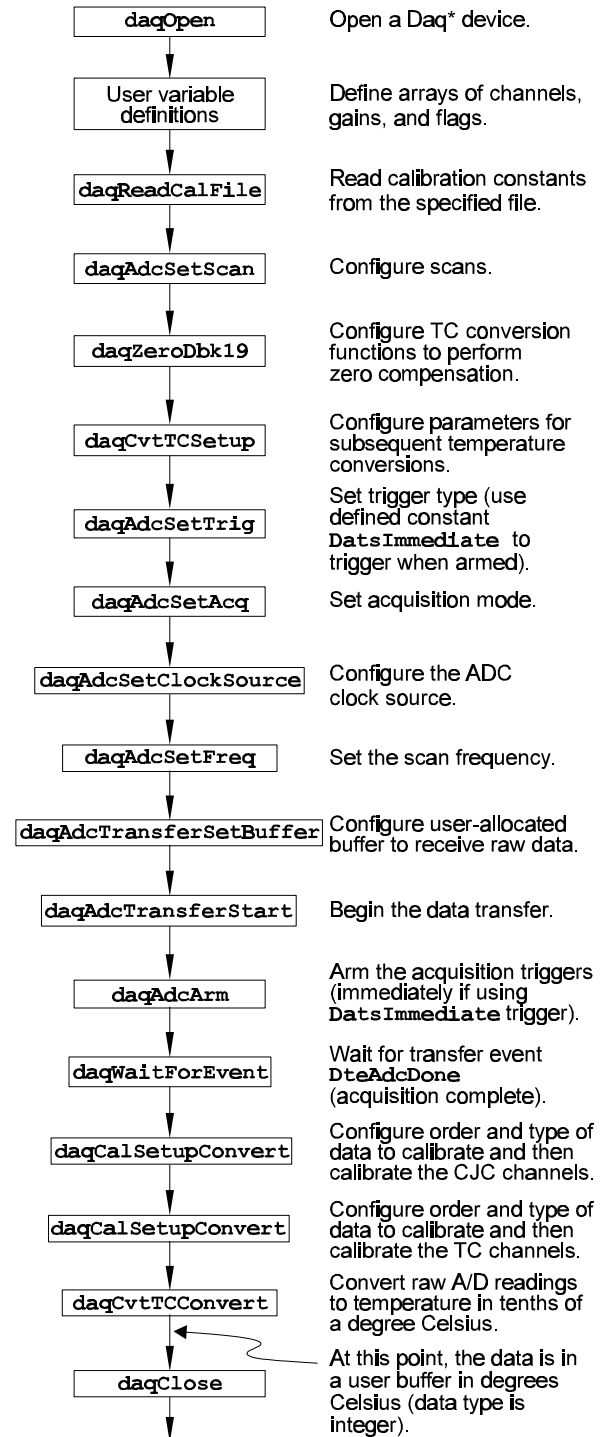 daqOpen
Open a Daq* device.
User variable
definitions
Define arrays of channels,
gains, and flags.
daqReadCalFile
Read calibration constants
from the specified file.
daqAdcSetScan
Configure scans.
daqZeroDbk19
Configure TC conversion
functions to perform
zero compensation.
daqCvtTCSetup
Configure parameters for
subsequent temperature
conversions.
daqAdcSetTrig
Set trigger type (use
defined constant
DatsImmediate to
trigger when armed).
daqAdcSetAcq
Set acquisition mode.
daqAdcSetClockSource
Configure the ADC
clock source.
daqAdcSetFreq
Set the scan frequency.
daqAdcTransferSetBuffer
Configure user-allocated
buffer to receive raw data.
daqAdcTransferStart
Begin the data transfer.
daqAdcArm
Arm the acquisition triggers
(immediately if using
DatsImmediate trigger).
daqWaitForEvent
Wait for transfer event
DteAdcDone
(acquisition complete).
daqCalSetupConvert
Configure order and type of
data to calibrate and then
calibrate the CJC channels.
daqCalSetupConvert
Configure order and type of
data to calibrate and then
calibrate the TC channels.
daqCvtTCConvert
Convert raw A/D readings
to temperature in tenths of
a degree Celsius.
daqClose
At this point, the data is in
a user buffer in degrees
Celsius (data type is
integer).